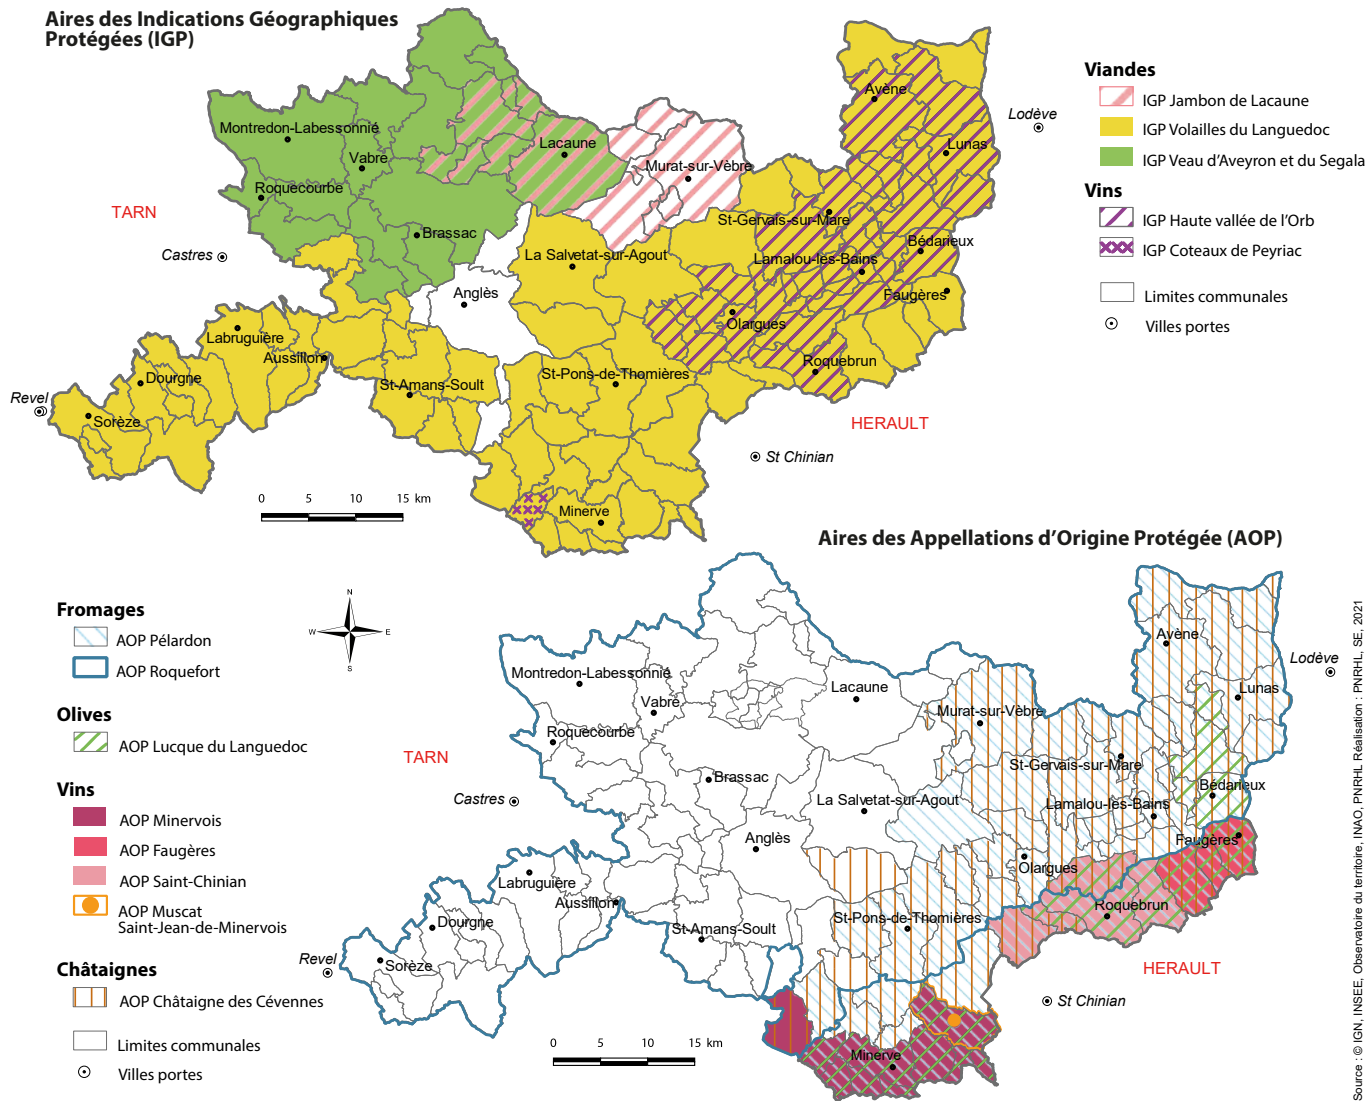 Aires des Indications Géographiques
Protégées (IGP)
Montredon-Labessonnié
Vabre
Roquecourbe
Lacaune
Murat-sur-Vèbre
Avène
Lunas
Lodève
TARN
Castres
Brassac
La Salvetat-sur-Agout
St-Gervais-sur-Mare
Lamalou-les-Bains
Bédarieux
Faugères
Anglès
Olargues
Roquebrun
Labruguière
Aussillon
Dourgne
St-Amans-Soult
St-Pons-de-Thomières
Revel
Sorèze
HERAULT
St Chinian
Minerve
0 5 10 15 km
Viandes
IGP Jambon de Lacaune
IGP Volailles du Languedoc
IGP Veau d'Aveyron et du Segala
Vins
IGP Haute vallée de l'Orb
IGP Coteaux de Peyriac
Limites communales
Villes portes
Aires des Appellations d'Origine Protégée (AOP)
N
W E
S
Fromages
AOP Pélardon
AOP Roquefort
Olives
AOP Lucque du Languedoc
Vins
AOP Minervois
AOP Faugères
AOP Saint-Chinian
AOP Muscat
Saint-Jean-de-Minervois
Châtaignes
AOP Châtaigne des Cévennes
Limites communales
Villes portes
Montredon-Labessonnié
Vabre
Roquecourbe
Lacaune
Murat-sur-Vèbre
Avène
Lunas
Lodève
TARN
Castres
Brassac
La Salvetat-sur-Agout
St-Gervais-sur-Mare
Lamalou-les-Bains
Bédarieux
Faugères
Anglès
Olargues
Roquebrun
Labruguière
Aussillon
Dourgne
St-Amans-Soult
St-Pons-de-Thomières
Revel
Sorèze
HERAULT
St Chinian
Minerve
0 5 10 15 km
Source : © IGN, INSEE, Observatoire du territoire, INAO, PNRHL Réalisation : PNRHL, SE, 2021